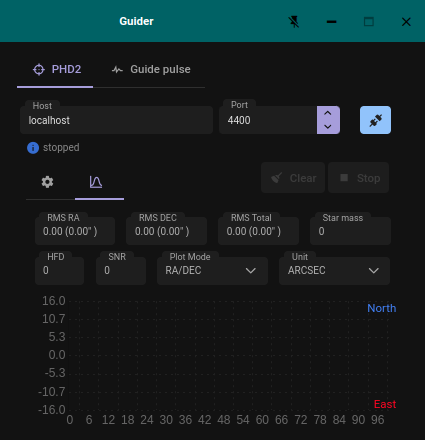 Guider
PHD2 Guide pulse
Host Port
localhost 4400
stopped
Clear Stop
RMS RA RMS DEC RMS Total Star mass
0.00 (0.00" ) 0.00 (0.00" ) 0.00 (0.00" ) 0
HFD SNR Plot Mode Unit
0 0 RA/DEC ARCSEC
16.0 North
10.7
5.3
0.0
-5.3
-10.7
-16.0 East
0 6 12 18 24 30 36 42 48 54 60 66 72 78 84 90 96